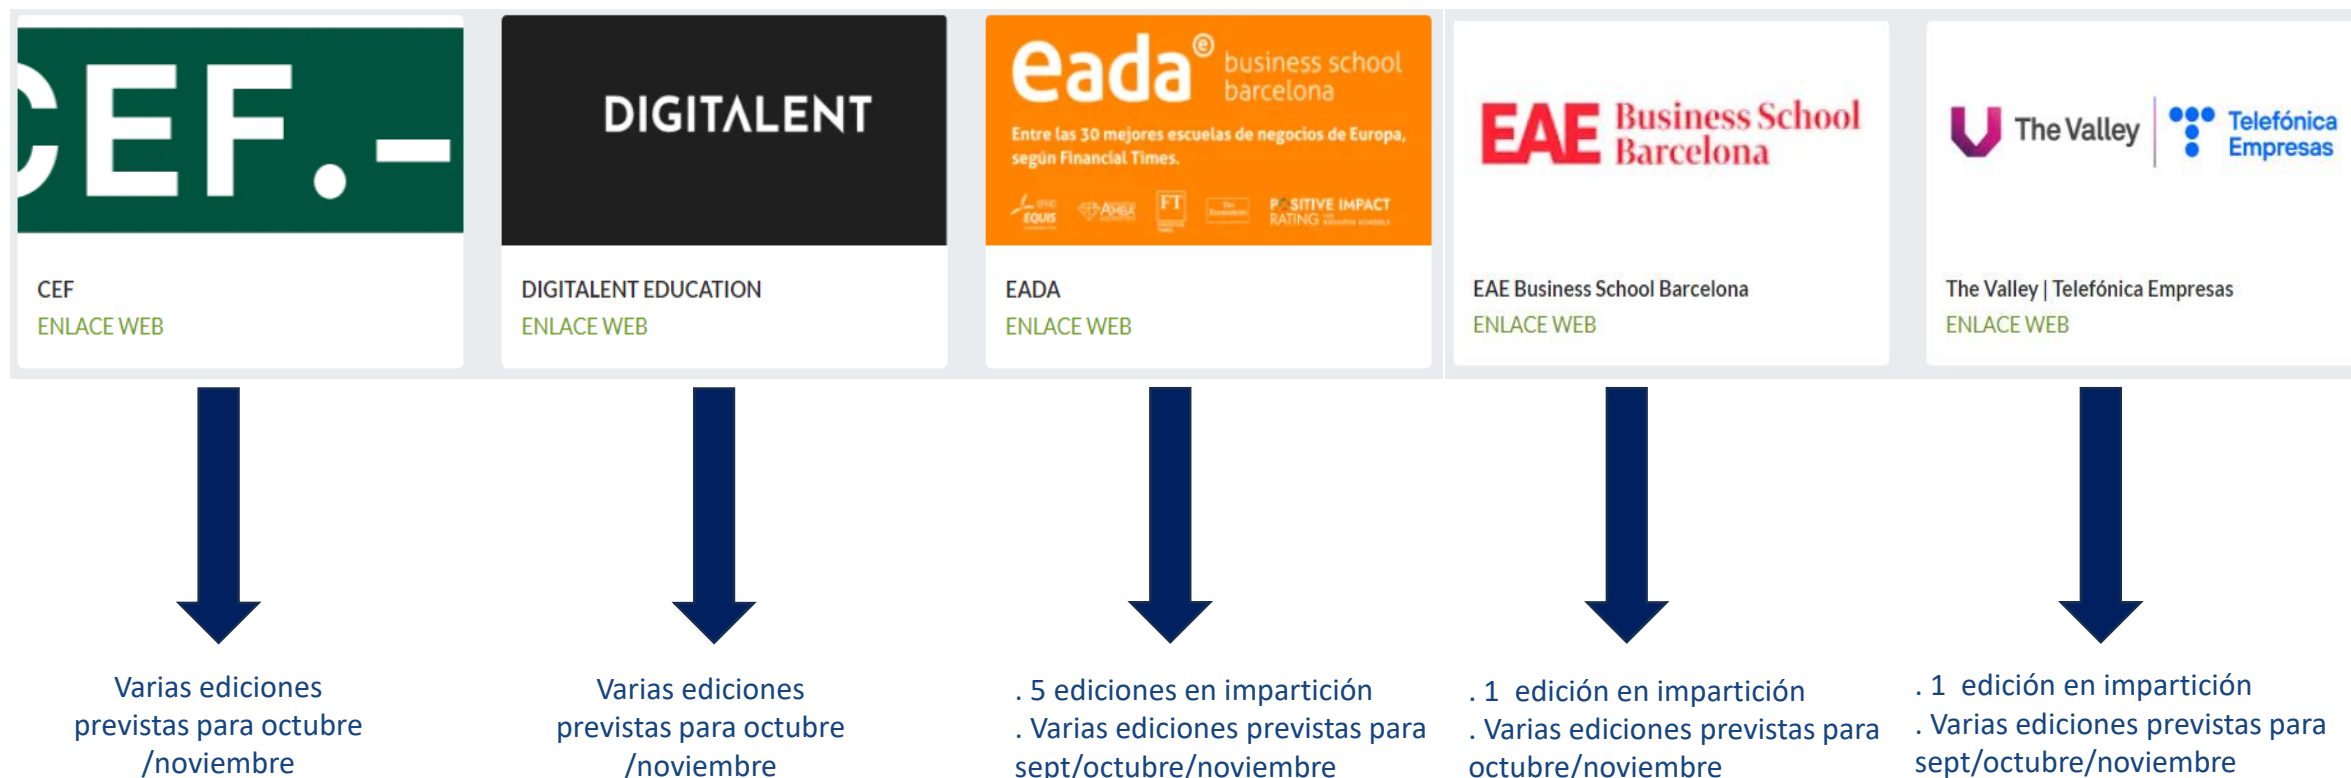 CEF.-
CEF
ENLACE WEB
DIGITALENT
DIGITALENT EDUCATION
ENLACE WEB
eada e business school
barcelona
Entre las 30 mejores escuelas de negocios de Europa,
según Financial Times.
EQUIS
AMBA
FT
The
Economist
POSITIVE IMPACT
RATING
EADA
ENLACE WEB
EAE Business School
Barcelona
EAE Business School Barcelona
ENLACE WEB
The Valley
Telefónica
Empresas
The Valley | Telefónica Empresas
ENLACE WEB
Varias ediciones
previstas para octubre
/noviembre
Varias ediciones
previstas para octubre
/noviembre
. 5 ediciones en impartición
. Varias ediciones previstas para
sept/octubre/noviembre
. 1 edición en impartición
. Varias ediciones previstas para
octubre/noviembre
. 1 edición en impartición
. Varias ediciones previstas para
sept/octubre/noviembre